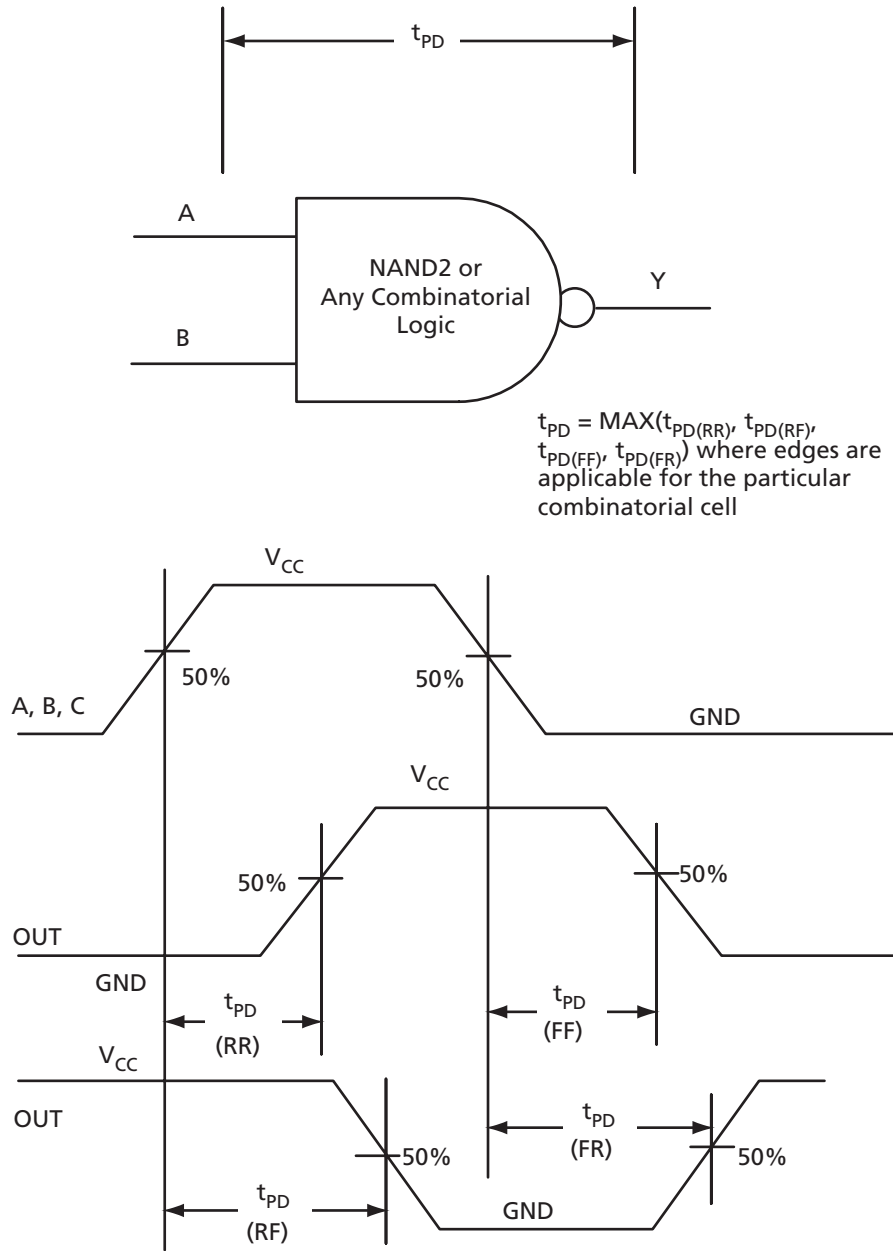 tPD
A
NAND2 or
Any Combinatorial
Logic
Y
B
tPD = MAX(tPD(RR), tPD(RF),
tPD(FF), tPD(FR)) where edges are
applicable for the particular
combinatorial cell
VCC
50%
50%
A, B, C
GND
VCC
50%
50%
OUT
GND
tPD
(RR)
tPD
(FF)
VCC
OUT
tPD
(FR)
50%
50%
tPD
(RF)
GND